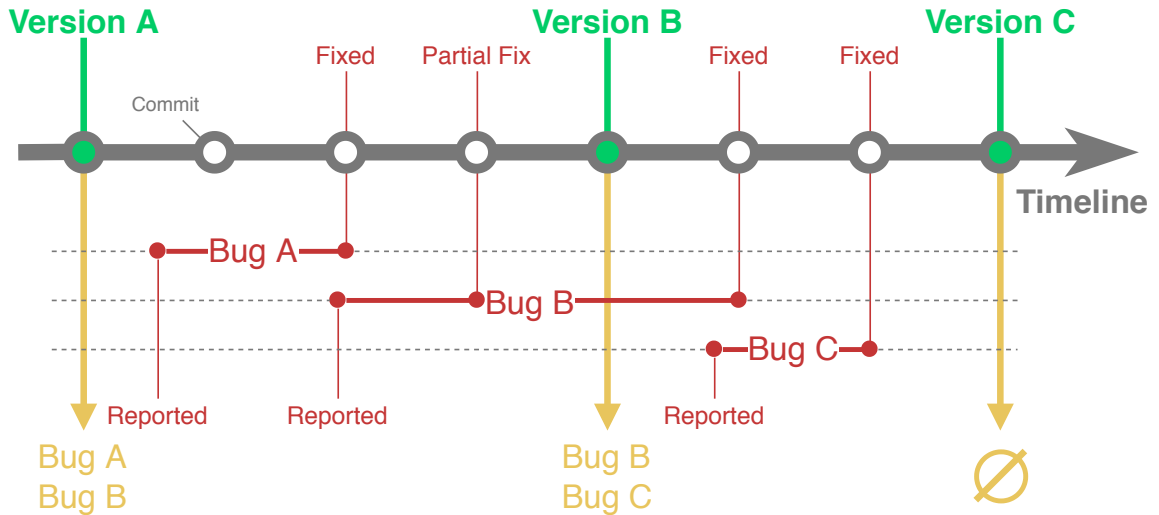 Version A
Version B
Version C
Fixed
Partial Fix
Fixed
Fixed
Commit
Timeline
Bug A
Bug B
Bug C
Reported
Reported
Reported
Bug A
Bug B
Bug B
Bug C
∅